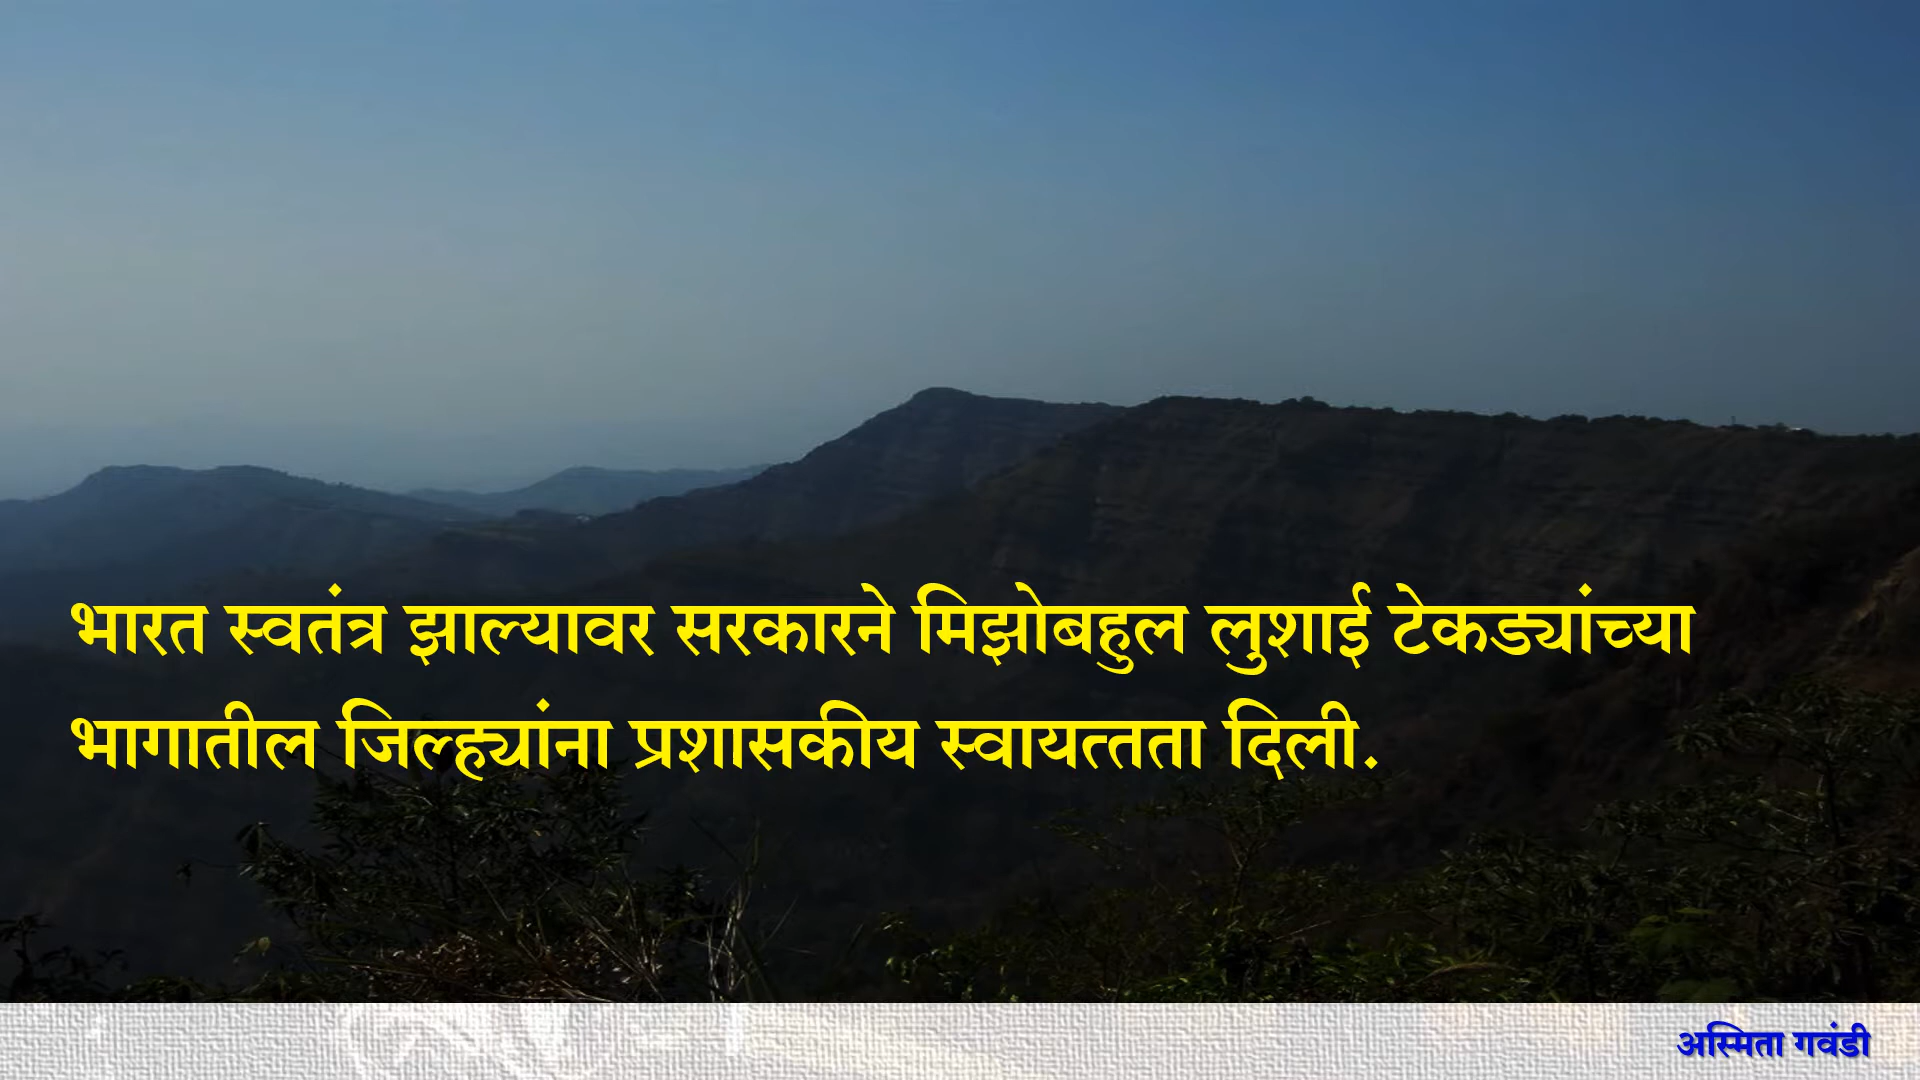 भारत स्वतंत्र झाल्यावर सरकारने मिझोबहुल लुशाई टेकड्यांच्या
भागातील जिल्ह्यांना प्रशासकीय स्वायत्तता दिली.
अस्मिता गवंडी